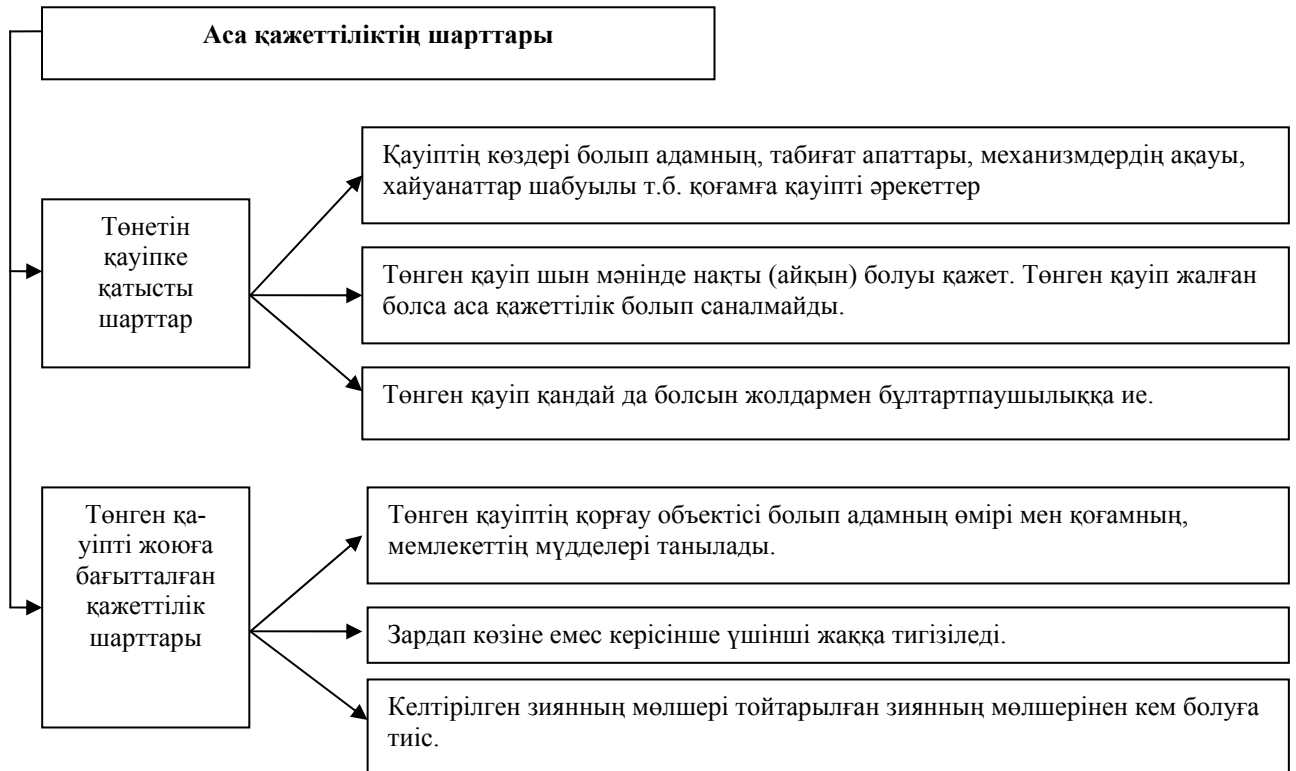 Аса қажеттіліктің шарттары
Қауіптің көздері болып адамның, табиғат апаттары, механизмдердің ақауы,
хайуанаттар шабуылы т.б. қоғамға қауіпті әрекеттер
Төнетін
қауіпке
қатысты
шарттар
Төнген қауіп шын мәнінде нақты (айқын) болуы қажет. Төнген қауіп жалған
болса аса қажеттілік болып саналмайды.
Төнген қауіп қандай да болсын жолдармен бұлтартпаушылыққа ие.
Төнген қа-
уіпті жоюға
бағытталған
қажеттілік
шарттары
Төнген қауіптің қорғау объектісі болып адамның өмірі мен қоғамның,
мемлекеттің мүдделері танылады.
Зардап көзіне емес керісінше үшінші жаққа тигізіледі.
Келтірілген зиянның мөлшері тойтарылған зиянның мөлшерінен кем болуға
тиіс.